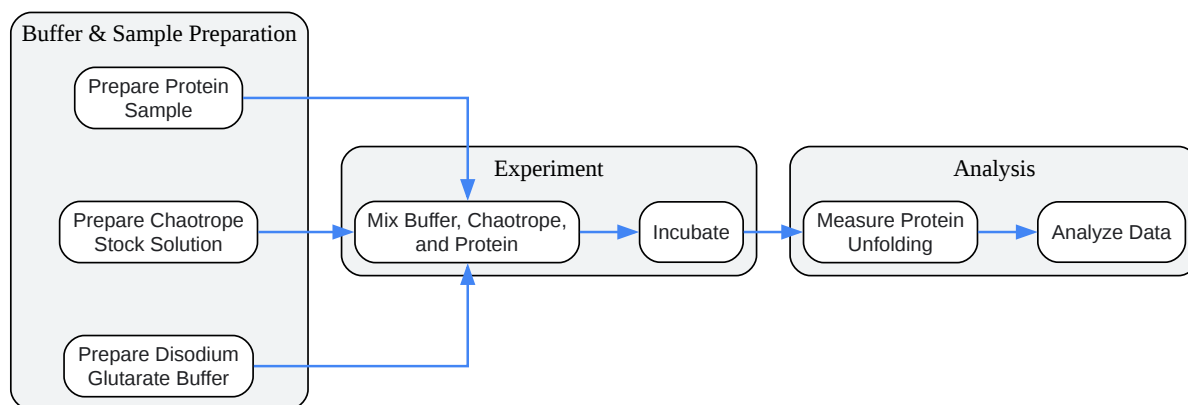 Buffer & Sample Preparation
Prepare Protein
Sample
Prepare Chaotrope
Stock Solution
Prepare Disodium
Glutarate Buffer
Experiment
Mix Buffer, Chaotrope,
and Protein
Incubate
Analysis
Measure Protein
Unfolding
Analyze Data